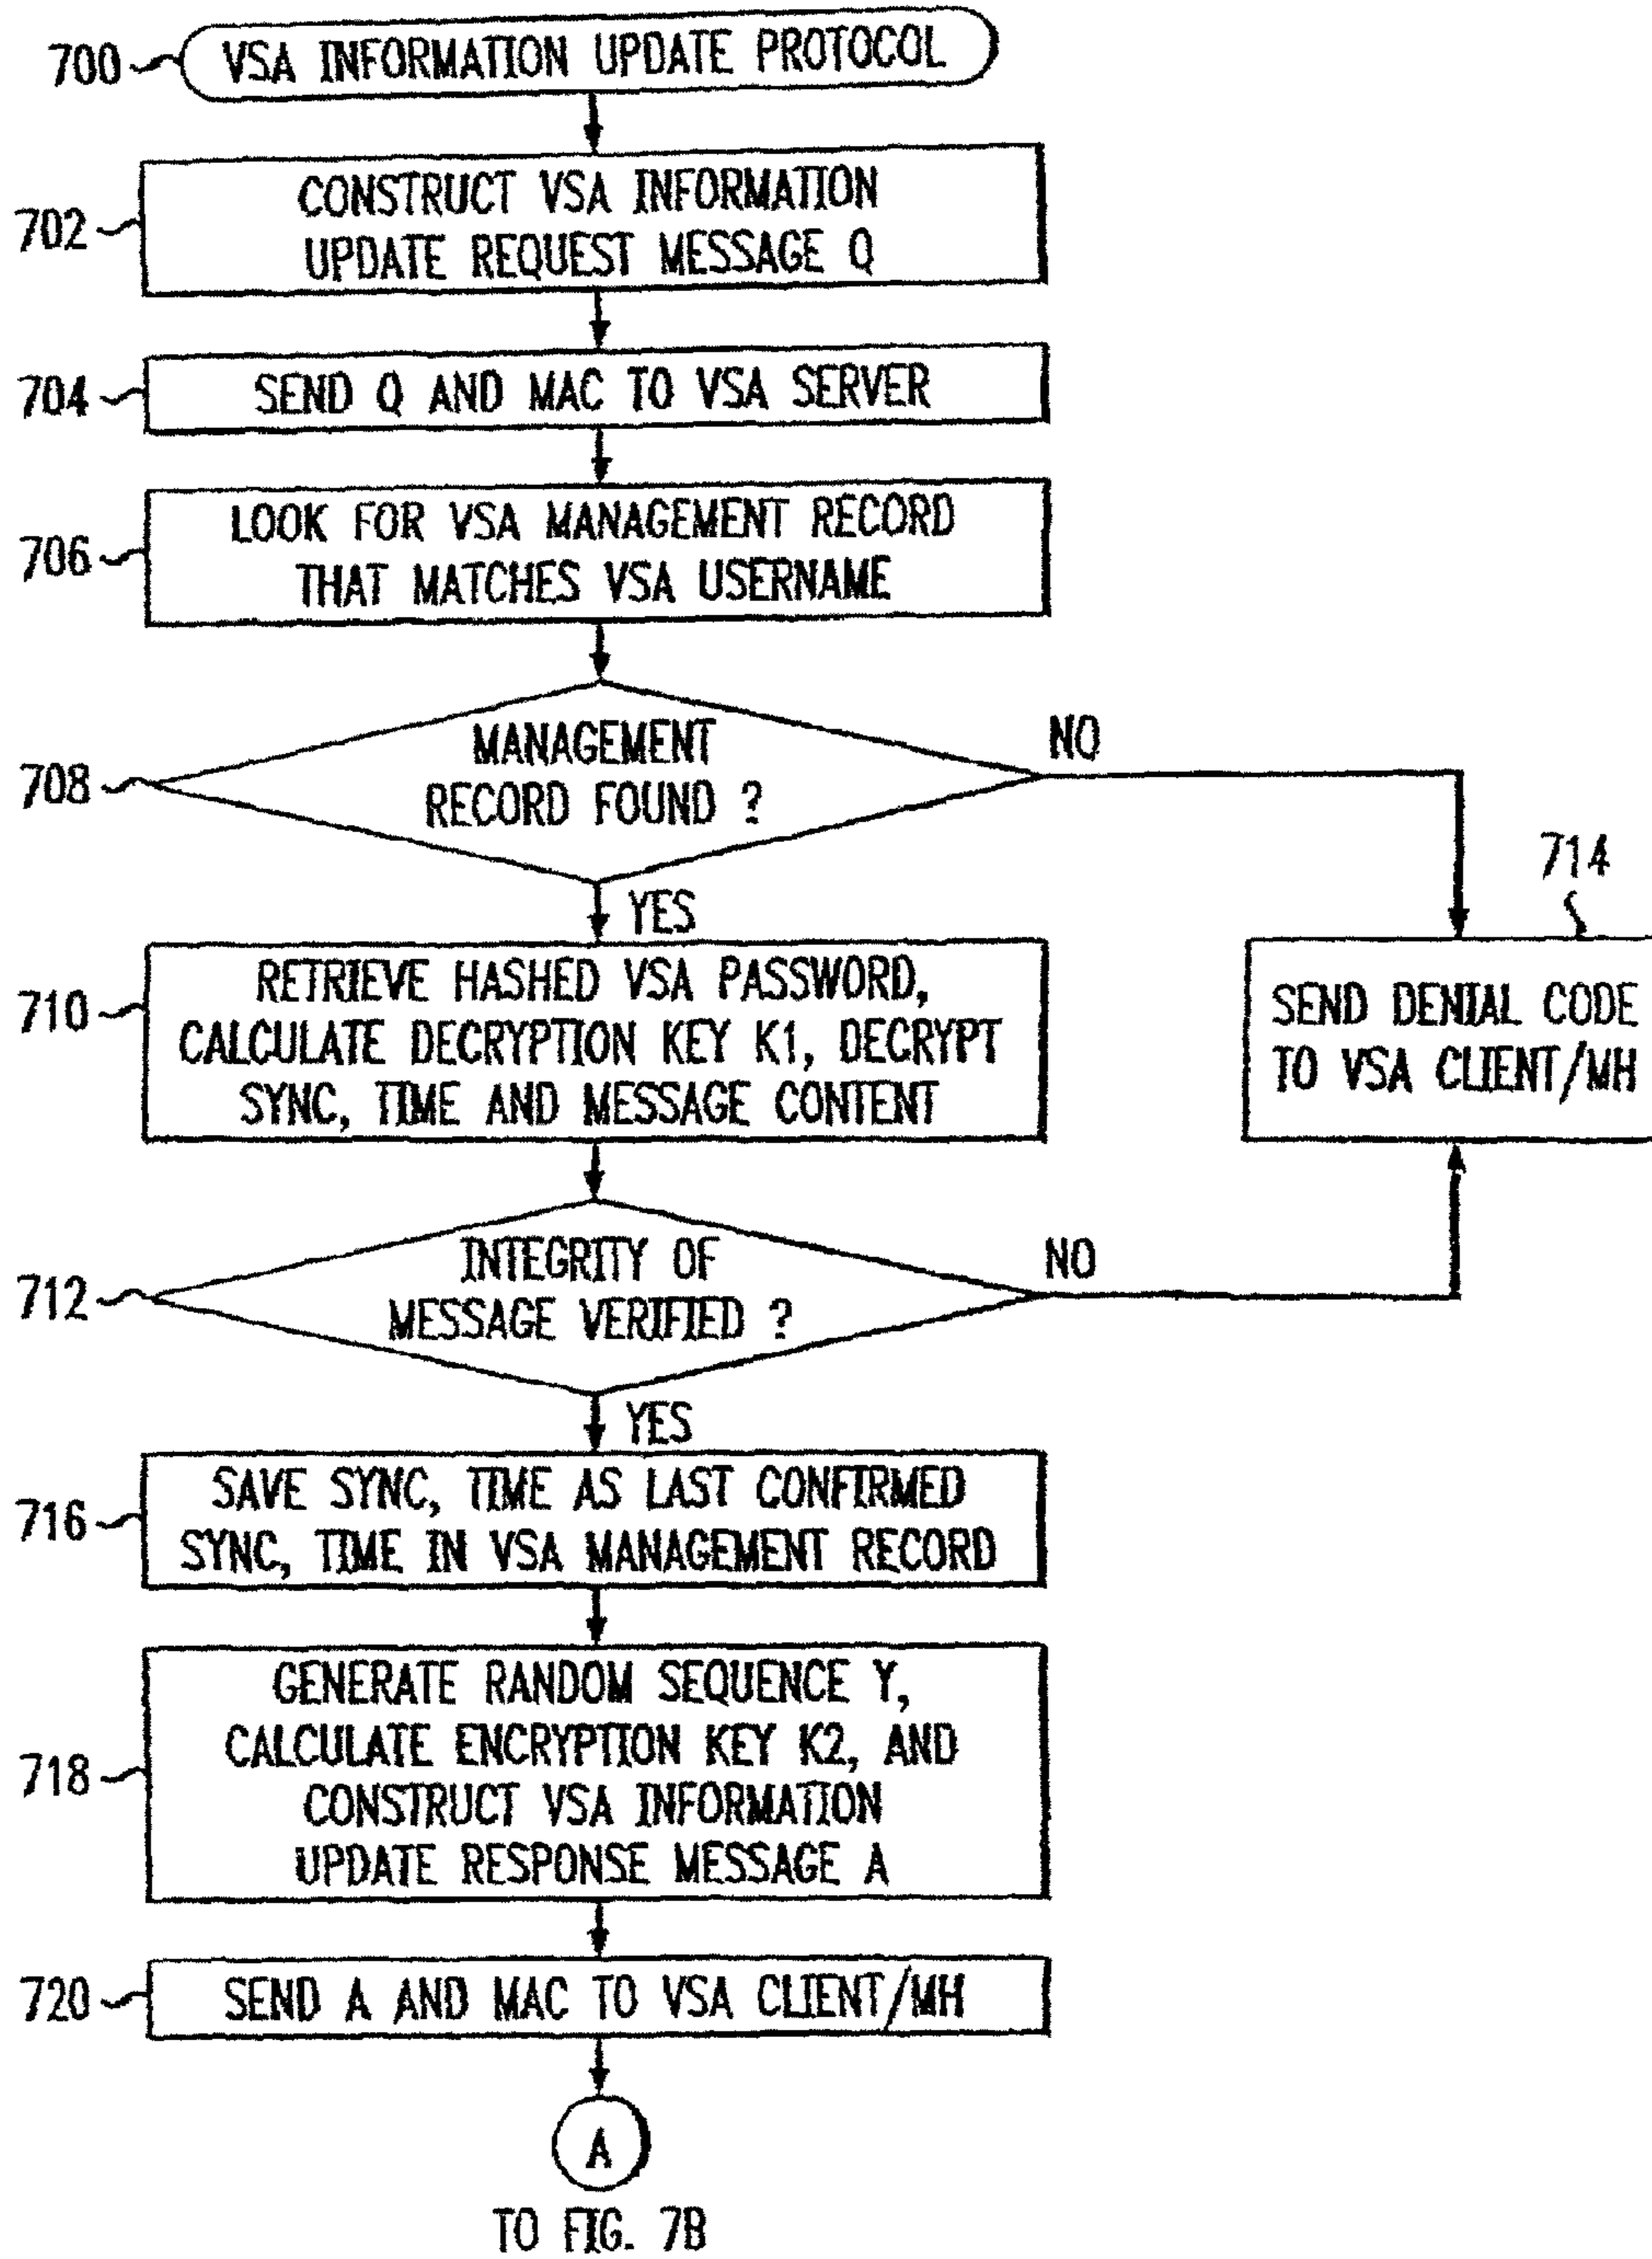 700
VSA INFORMATION UPDATE PROTOCOL
702
CONSTRUCT VSA INFORMATION
UPDATE REQUEST MESSAGE Q
704
SEND Q AND MAC TO VSA SERVER
706
LOOK FOR VSA MANAGEMENT RECORD
THAT MATCHES VSA USERNAME
708
MANAGEMENT
RECORD FOUND ?
NO
YES
710
RETRIEVE HASHED VSA PASSWORD,
CALCULATE DECRYPTION KEY K1, DECRYPT
SYNC, TIME AND MESSAGE CONTENT
714
SEND DENIAL CODE
TO VSA CLIENT/MH
712
INTEGRITY OF
MESSAGE VERIFIED ?
NO
YES
716
SAVE SYNC, TIME AS LAST CONFIRMED
SYNC, TIME IN VSA MANAGEMENT RECORD
718
GENERATE RANDOM SEQUENCE Y,
CALCULATE ENCRYPTION KEY K2, AND
CONSTRUCT VSA INFORMATION
UPDATE RESPONSE MESSAGE A
720
SEND A AND MAC TO VSA CLIENT/MH
A
TO FIG. 7B